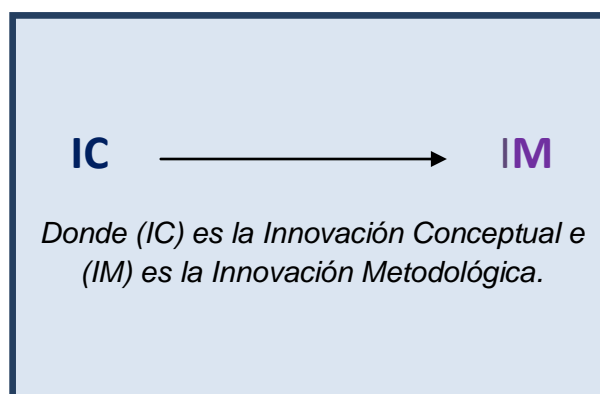 IC IM
Donde (IC) es la Innovación Conceptual e
(IM) es la Innovación Metodológica.